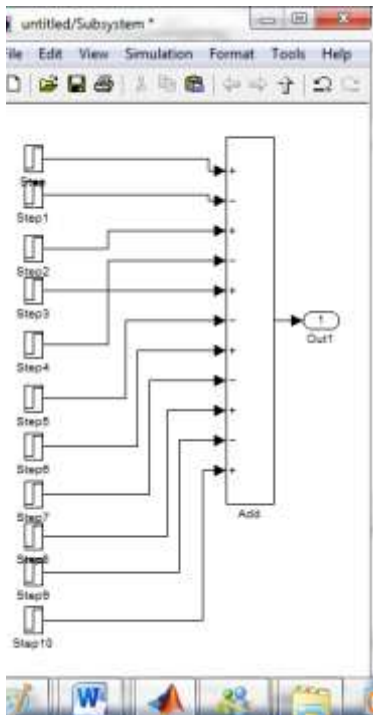 untitled/Subsystem *
File Edit View Simulation Format Tools Help
Step
Step1
Step2
Step3
Step4
Step5
Step6
Step7
Step8
Step9
Step10
+
−
+
−
+
−
+
−
+
−
+
Add
1
Out1
W